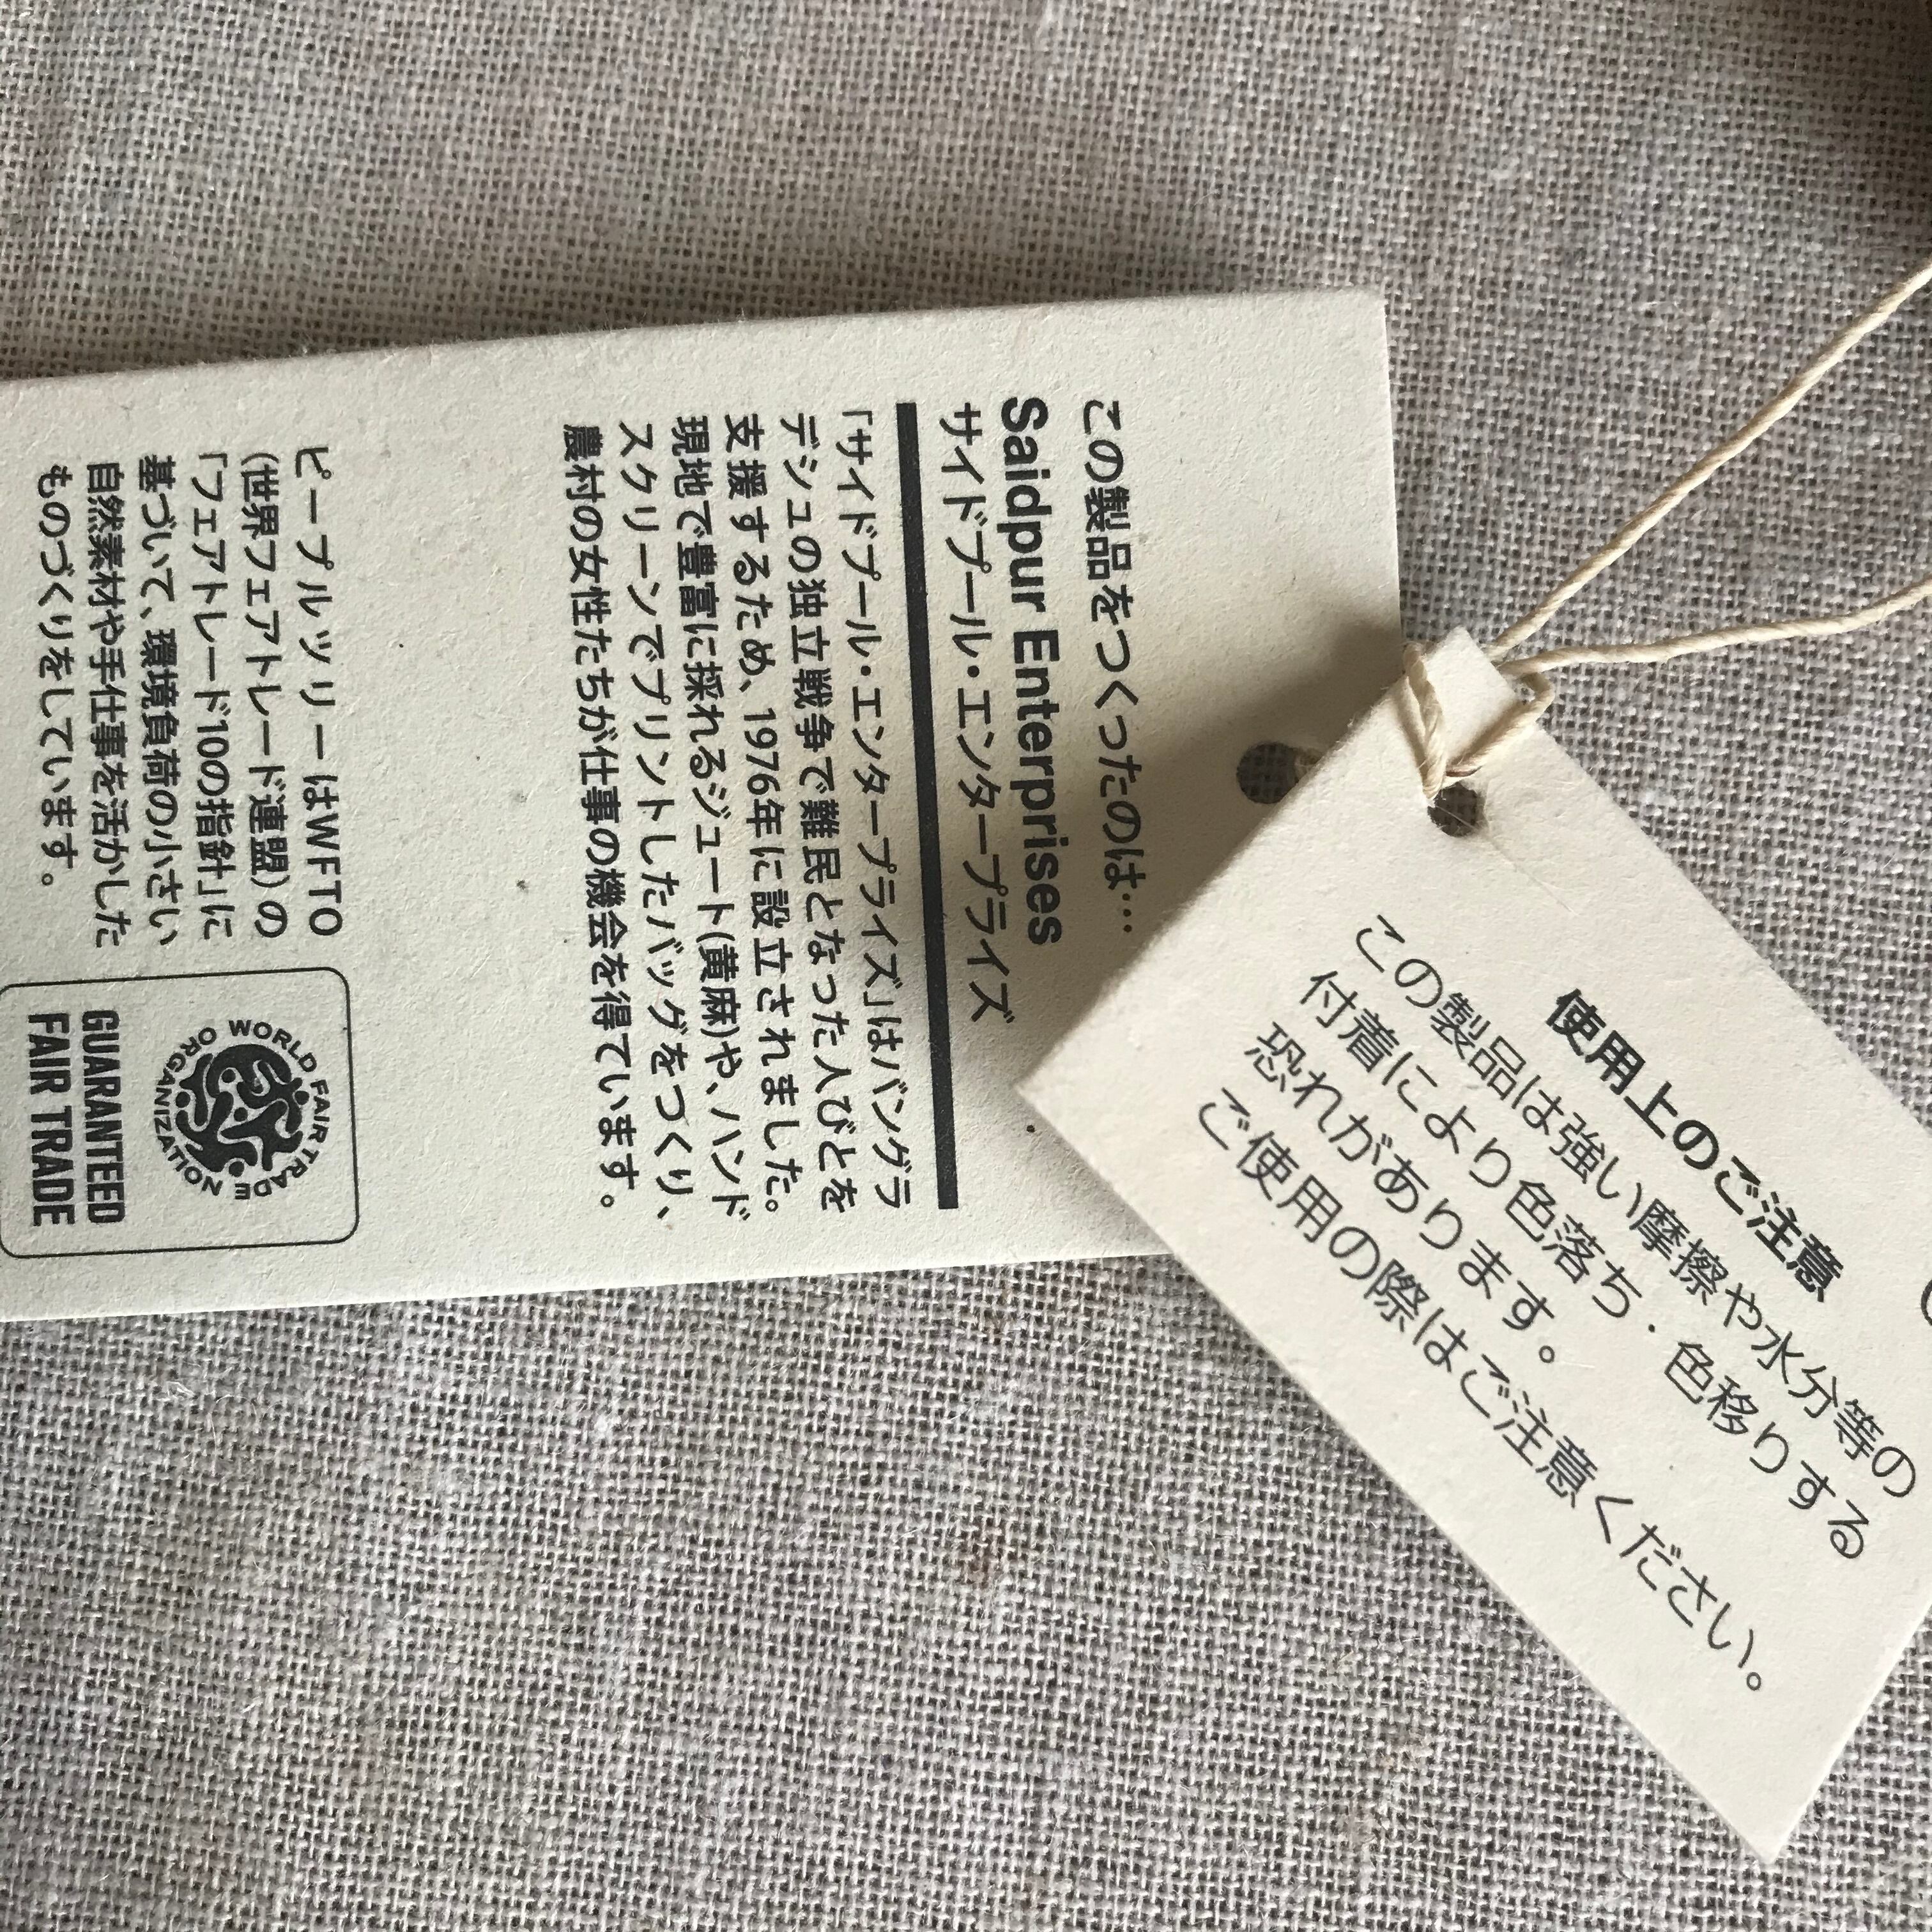 この製品をつくったのは…
Saidpur Enterprises
サイドプール・エンタープライズ
「サイドプール・エンタープライズ」はバングラ
デシュの独立戦争で難民となった人びとを
支援するため、1976年に設立されました。
現地で豊富に採れるジュート(黄麻)や、ハンド
スクリーンでプリントしたバッグをつくり、
農村の女性たちが仕事の機会を得ています。
ピープルツリーはWFTO
(世界フェアトレード連盟)の
「フェアトレード10の指針」に
基づいて、環境負荷の小さい
自然素材や手仕事を活かした
ものづくりをしています。
WORLD FAIR TRADE ORGANIZATION
GUARANTEED
FAIR TRADE
使用上のご注意
この製品は強い摩擦や水分等の
付着により色落ち・色移りする
恐れがあります。
ご使用の際はご注意ください。